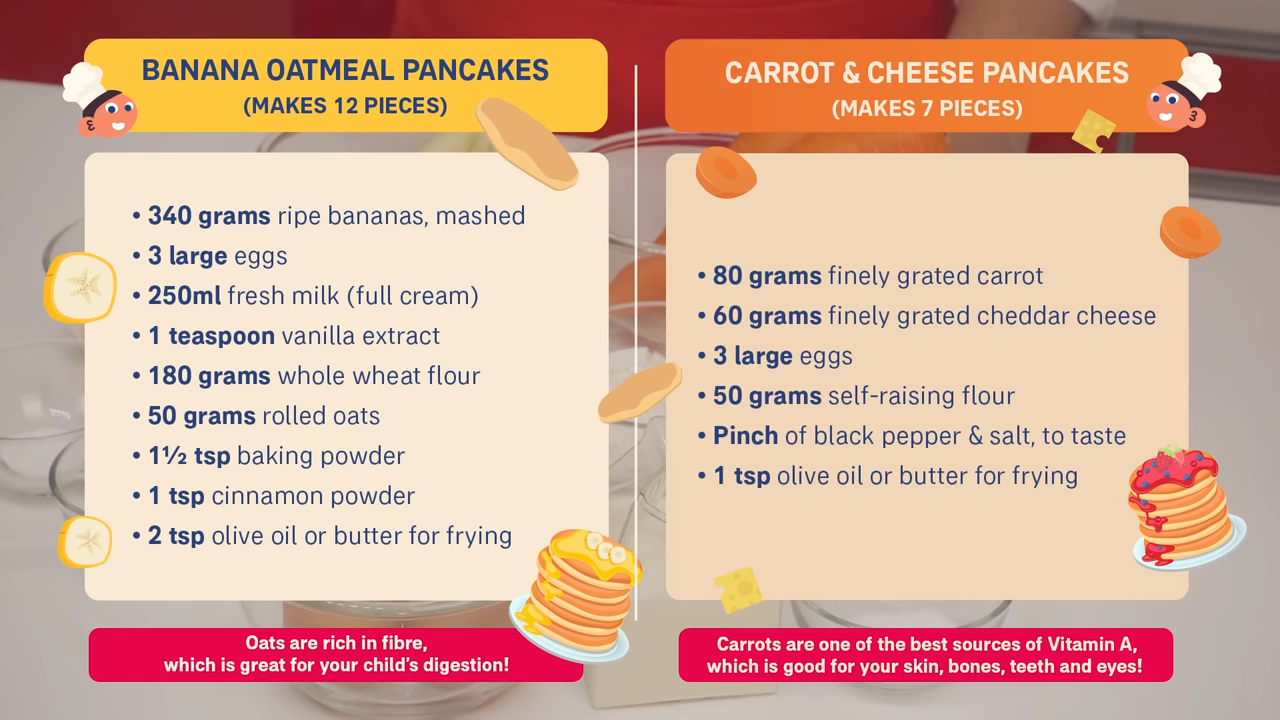 BANANA OATMEAL PANCAKES
(MAKES 12 PIECES)
• 340 grams ripe bananas, mashed
• 3 large eggs
• 250ml fresh milk (full cream)
• 1 teaspoon vanilla extract
• 180 grams whole wheat flour
• 50 grams rolled oats
• 1½ tsp baking powder
• 1 tsp cinnamon powder
• 2 tsp olive oil or butter for frying
Oats are rich in fibre,
which is great for your child's digestion!
CARROT & CHEESE PANCAKES
(MAKES 7 PIECES)
• 80 grams finely grated carrot
• 60 grams finely grated cheddar cheese
• 3 large eggs
• 50 grams self-raising flour
• Pinch of black pepper & salt, to taste
• 1 tsp olive oil or butter for frying
Carrots are one of the best sources of Vitamin A,
which is good for your skin, bones, teeth and eyes!